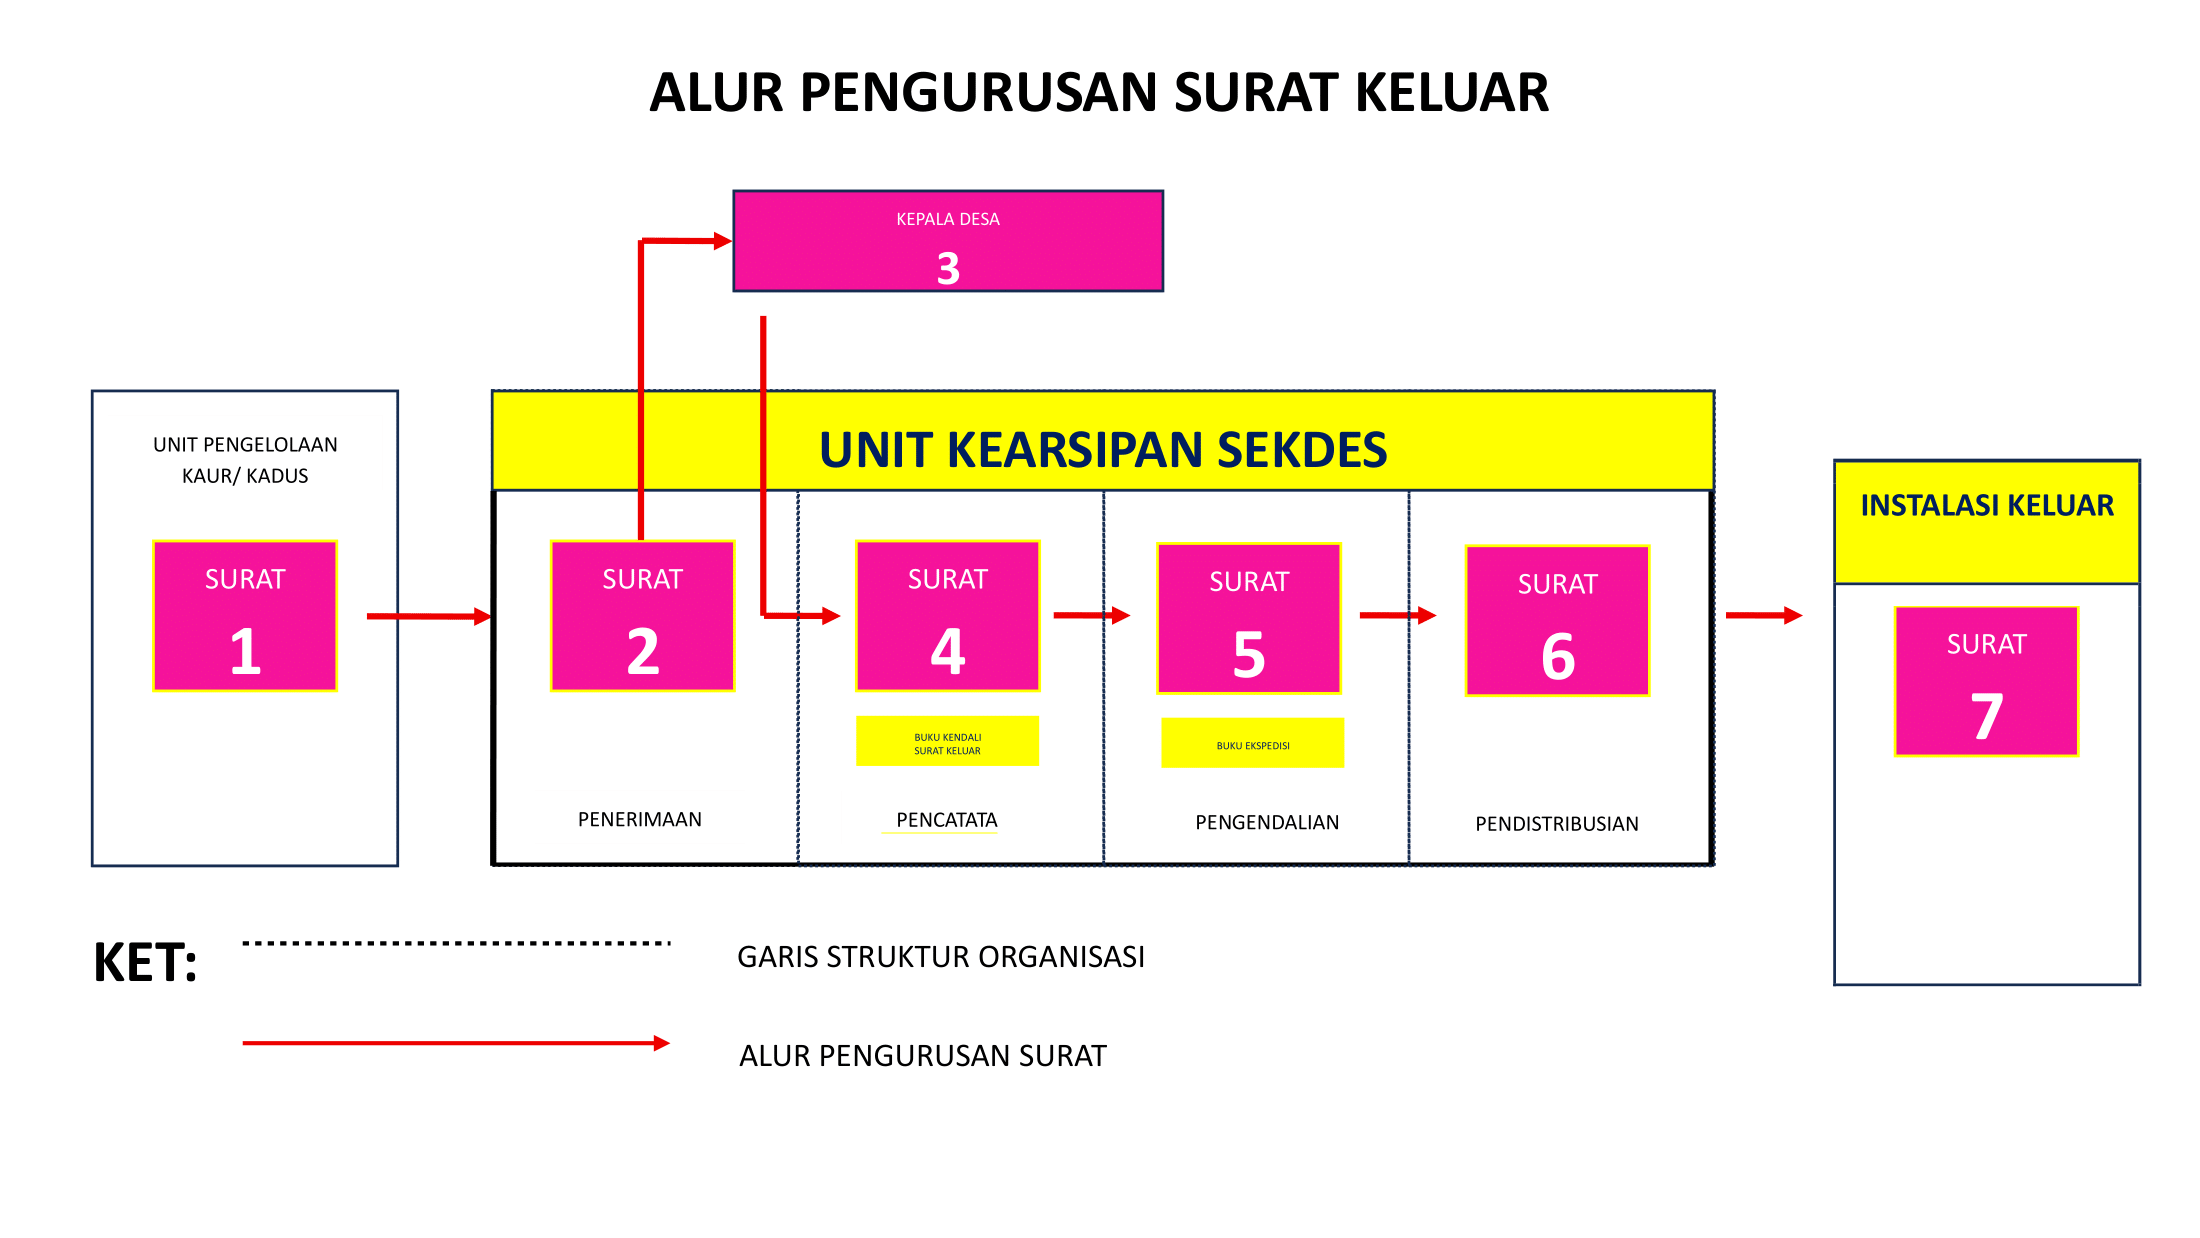 ALUR PENGURUSAN SURAT KELUAR
KEPALA DESA
3
UNIT PENGELOLAAN
KAUR/ KADUS
SURAT
1
UNIT KEARSIPAN SEKDES
SURAT
2
PENERIMAAN
SURAT
4
BUKU KENDALI
SURAT KELUAR
PENCATATA
SURAT
5
BUKU EKSPEDISI
PENGENDALIAN
SURAT
6
PENDISTRIBUSIAN
INSTALASI KELUAR
SURAT
7
KET:
GARIS STRUKTUR ORGANISASI
ALUR PENGURUSAN SURAT